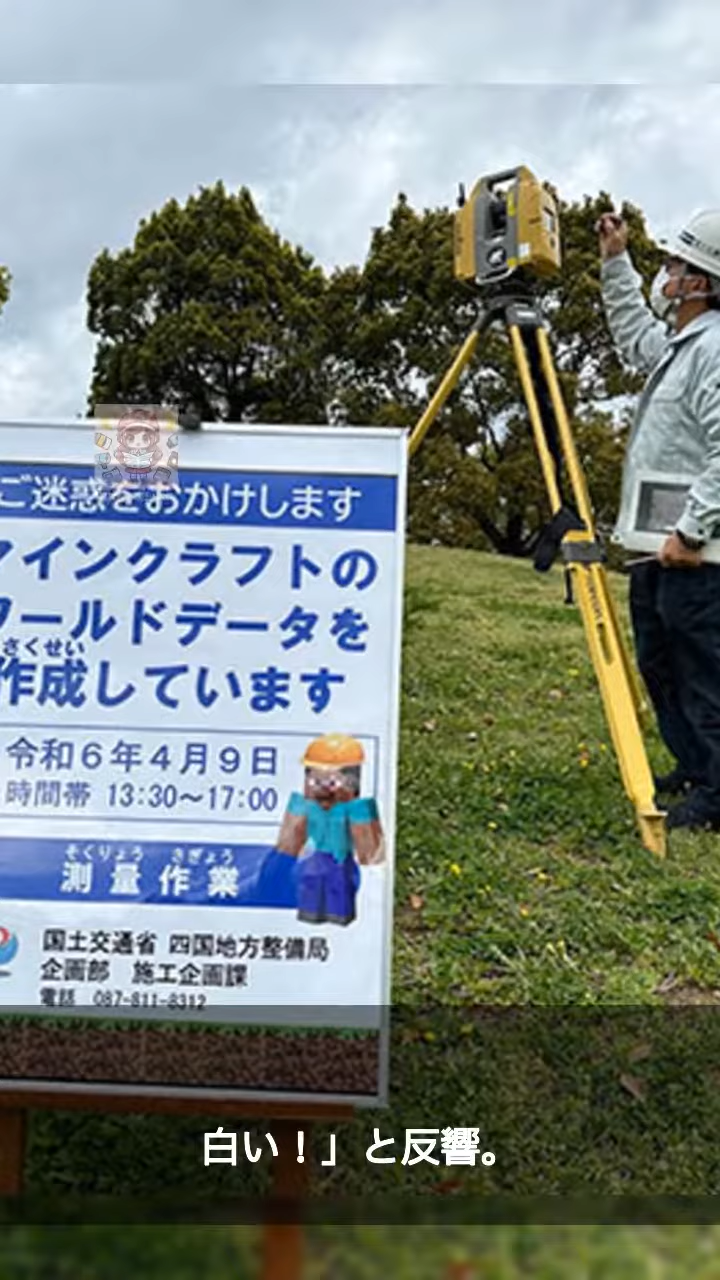 ご迷惑をおかけします
マインクラフトの
ワールドデータを
さくせい
作成しています
令和6年4月9日
時間帯 13:30～17:00
そくりょう さぎょう
測量作業
国土交通省 四国地方整備局
企画部 施工企画課
電話 087-811-8312
白い！」と反響。